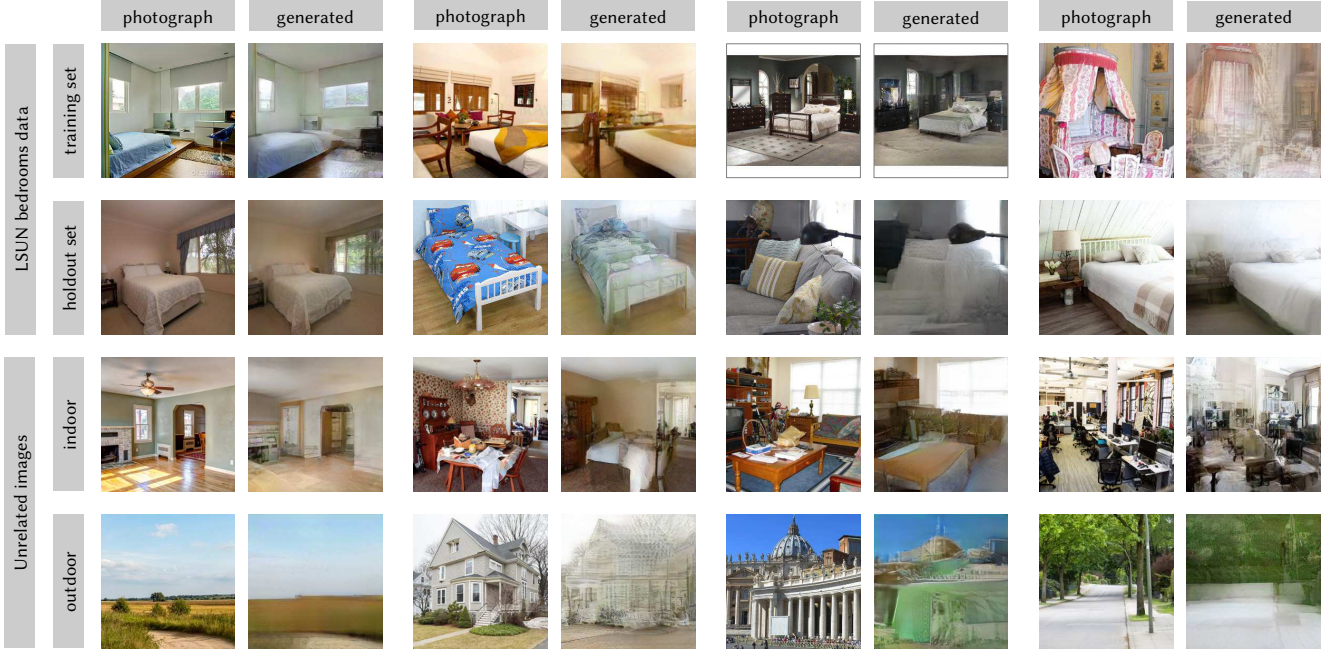 photograph
generated
photograph
generated
photograph
generated
photograph
generated
LSUN bedrooms data
training set
holdout set
Unrelated images
indoor
outdoor